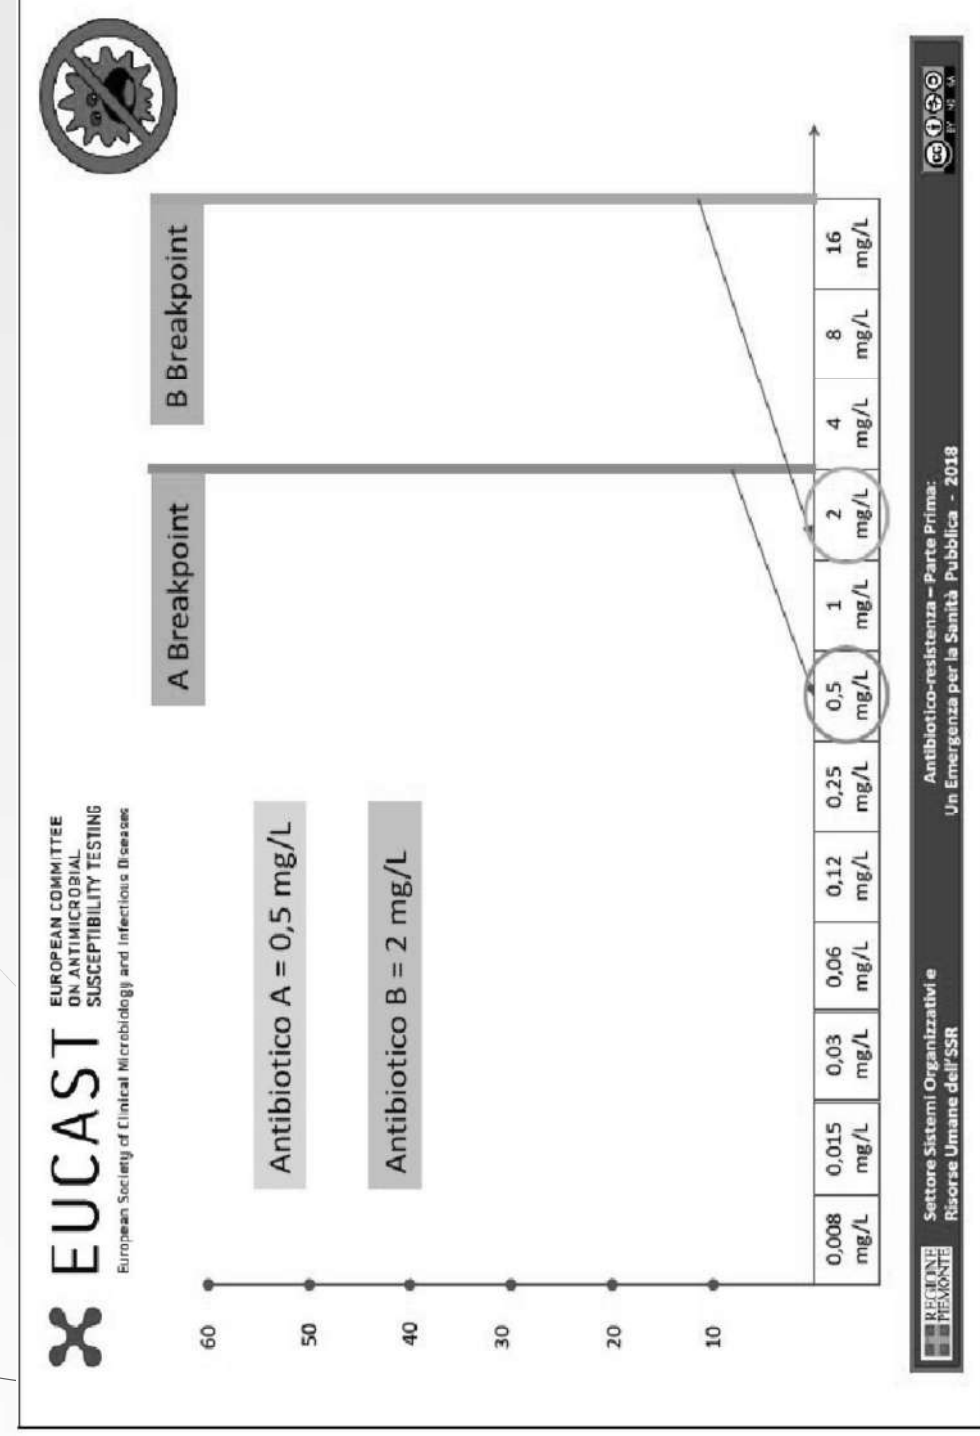 EUCAST
EUROPEAN COMMITTEE
ON ANTIMICROBIAL
SUSCEPTIBILITY TESTING
European Society of Clinical Microbiology and Infectious Diseases
A Breakpoint
B Breakpoint
Antibiotico A = 0,5 mg/L
Antibiotico B = 2 mg/L
60
50
40
30
20
10
0,008 mg/L
0,015 mg/L
0,03 mg/L
0,06 mg/L
0,12 mg/L
0,25 mg/L
0,5 mg/L
1 mg/L
2 mg/L
4 mg/L
8 mg/L
16 mg/L
REGIONE
PIEMONTE
Settore Sistemi Organizzativi e
Risorse Umane dell'SSR
Antibiotico-resistenza – Parte Prima:
Un Emergenza per la Sanità Pubblica - 2018
cc
BY NC SA